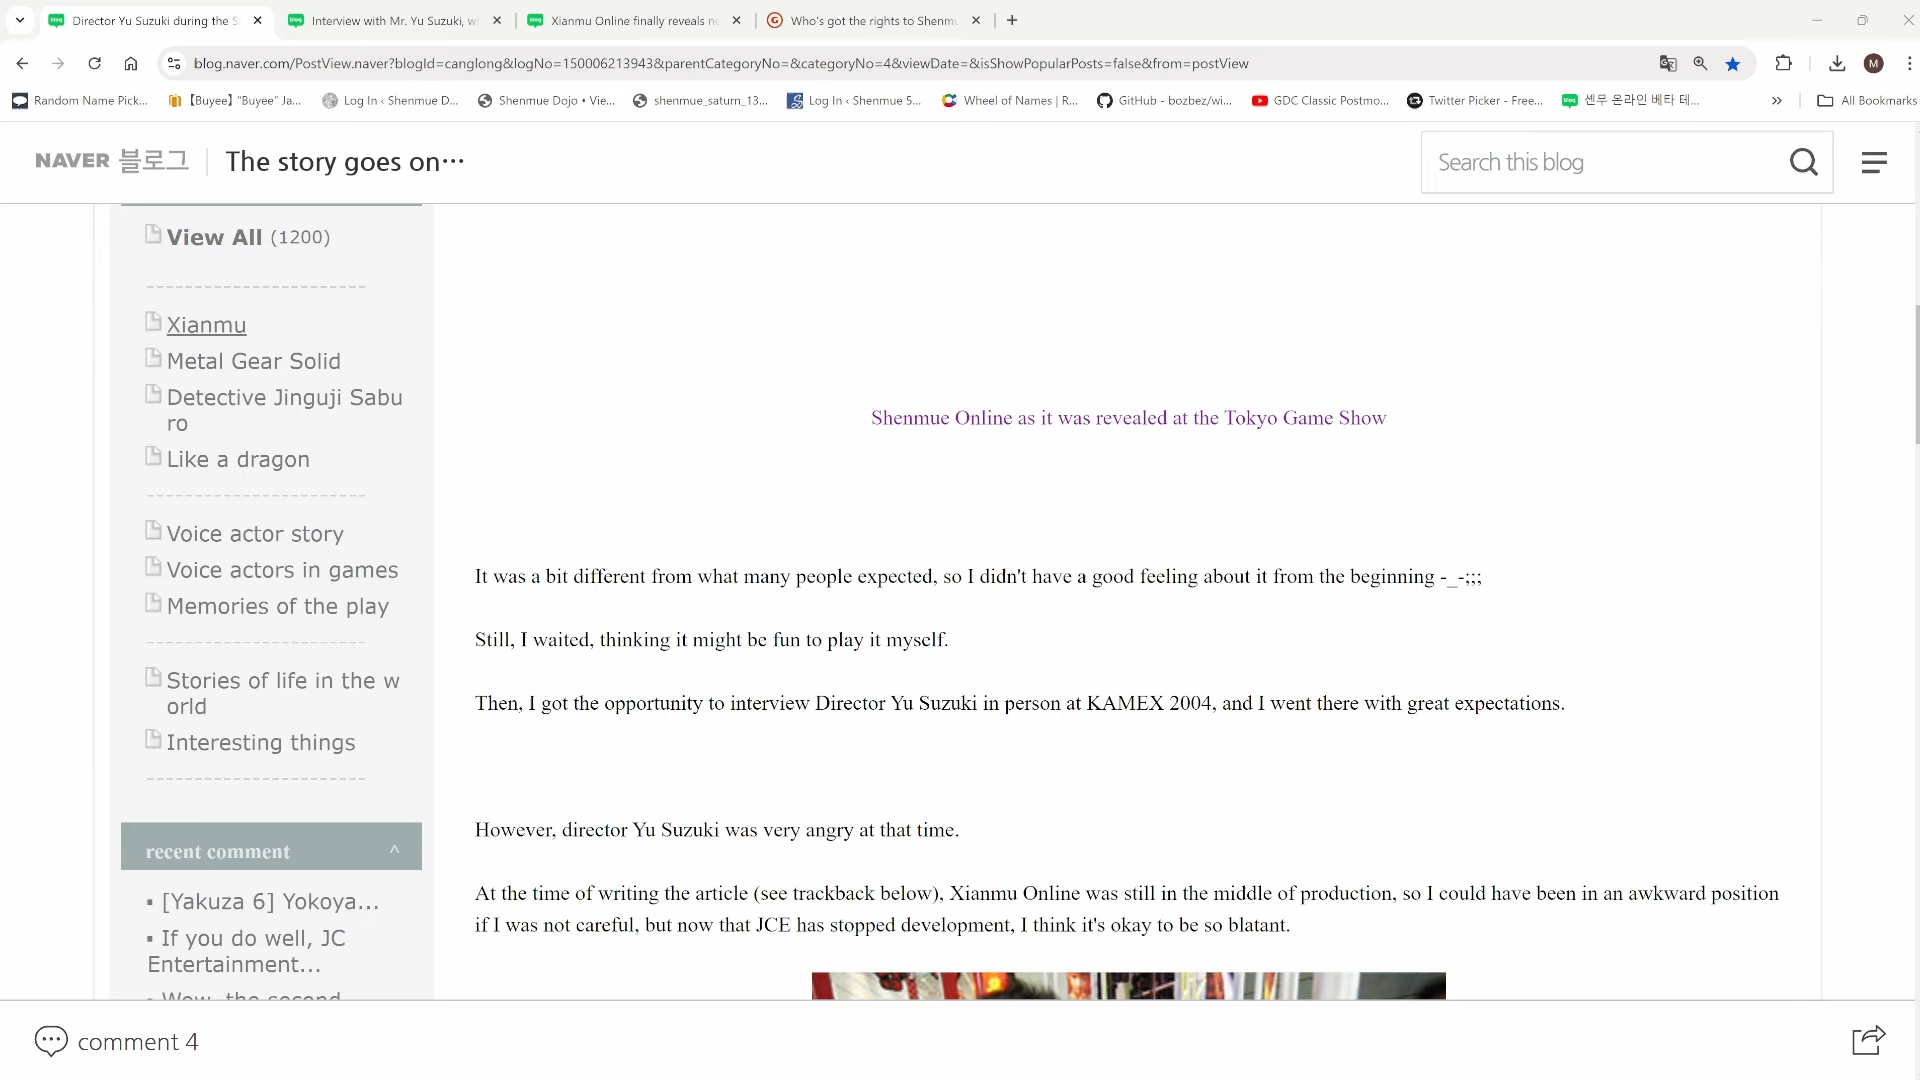 Director Yu Suzuki during the S
Interview with Mr. Yu Suzuki, w
Xianmu Online finally reveals ne
Who's got the rights to Shenmu
blog.naver.com/PostView.naver?blogId=canglong&logNo=150006213943&parentCategoryNo=&categoryNo=4&viewDate=&isShowPopularPosts=false&from=postView
M
Random Name Pick...
【Buyee】 "Buyee" Ja...
Log In ‹ Shenmue D...
Shenmue Dojo • Vie...
shenmue_saturn_13...
Log In ‹ Shenmue 5...
Wheel of Names | R...
GitHub - bozbez/wi...
GDC Classic Postmo...
Twitter Picker - Free...
센무 온라인 베타 테...
»
All Bookmarks
NAVER 블로그
The story goes on…
Search this blog
View All (1200)
Xianmu
Metal Gear Solid
Detective Jinguji Sabu
ro
Like a dragon
Voice actor story
Voice actors in games
Memories of the play
Stories of life in the w
orld
Interesting things
recent comment
▪ [Yakuza 6] Yokoya...
▪ If you do well, JC
Entertainment...
▪ Wow, the second
Shenmue Online as it was revealed at the Tokyo Game Show
It was a bit different from what many people expected, so I didn't have a good feeling about it from the beginning -_-;;;
Still, I waited, thinking it might be fun to play it myself.
Then, I got the opportunity to interview Director Yu Suzuki in person at KAMEX 2004, and I went there with great expectations.
However, director Yu Suzuki was very angry at that time.
At the time of writing the article (see trackback below), Xianmu Online was still in the middle of production, so I could have been in an awkward position
if I was not careful, but now that JCE has stopped development, I think it's okay to be so blatant.
comment 4